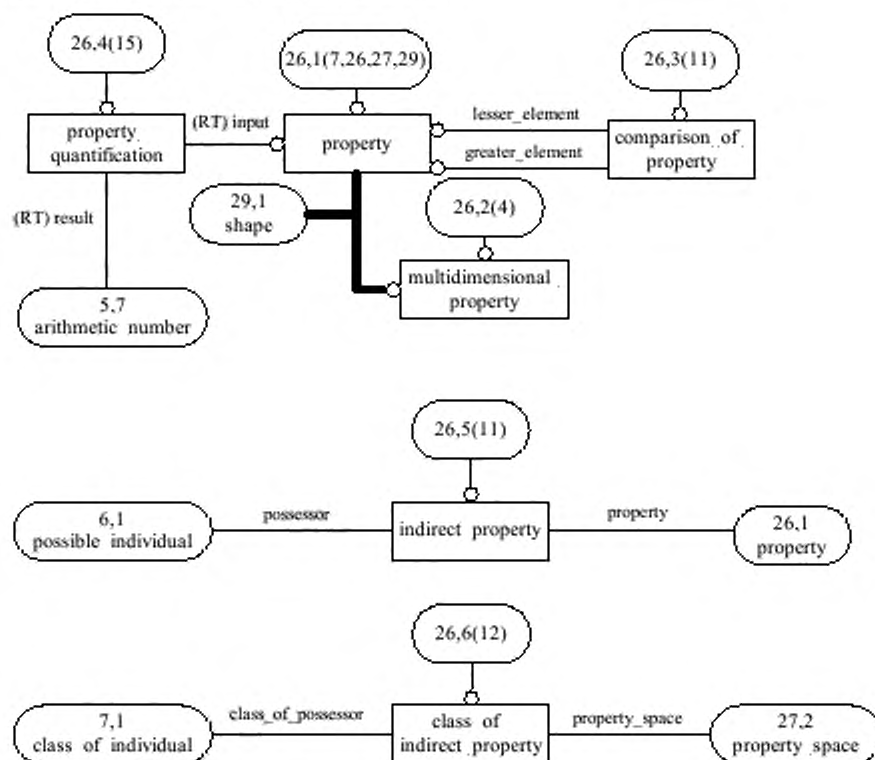 26,4(15)
26,1(7,26,27,29)
26,3(11)
property
quantification
(RT) input
property
lesser_element
greater_element
comparison of
property
29,1
shape
26,2(4)
(RT) result
multidimensional
property
5,7
arithmetic number
26,5(11)
6,1
possible individual
possessor
indirect property
property
26,1
property
26,6(12)
7,1
class of individual
class_of_possessor
class of
indirect property
property_space
27,2
property space